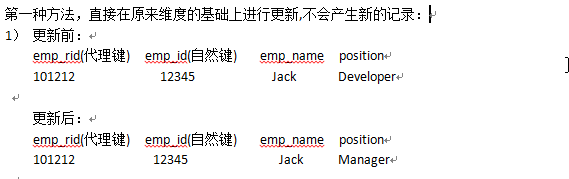 第一种方法，直接在原来维度的基础上进行更新,不会产生新的记录：
1） 更新前：
emp_rid(代理键) emp_id(自然键) emp_name position
101212 12345 Jack Developer
更新后：
emp_rid(代理键) emp_id(自然键) emp_name position
101212 12345 Jack Manager